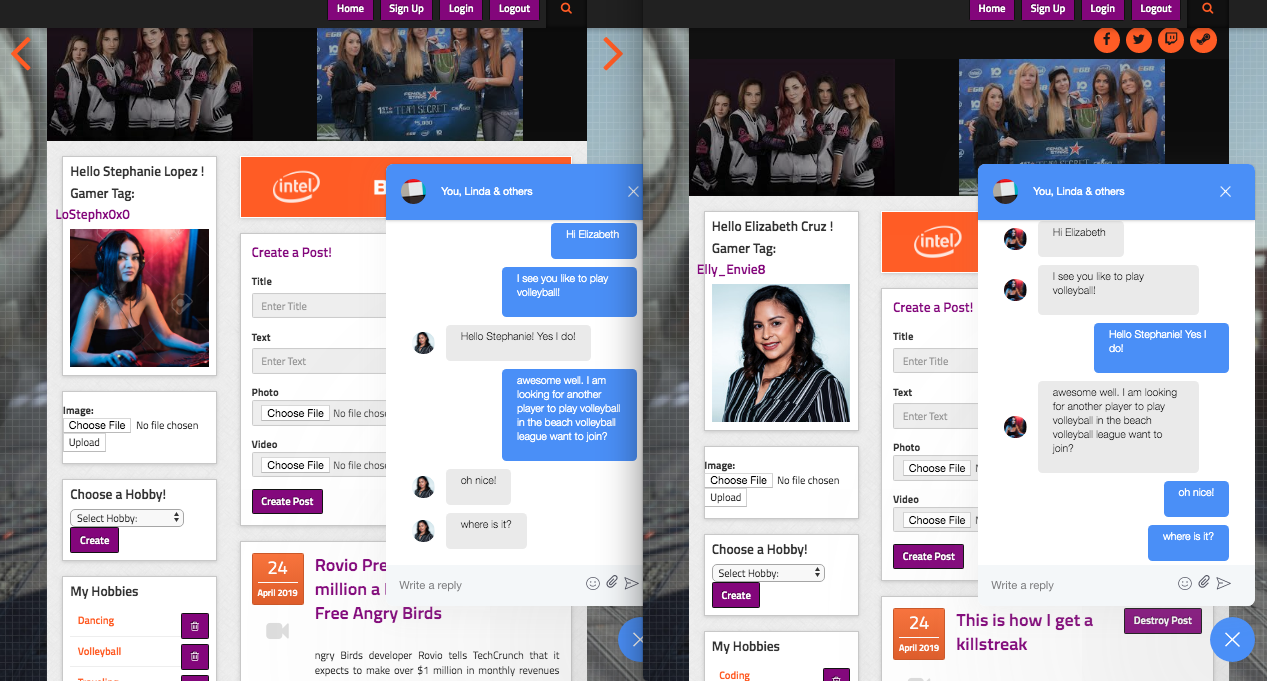 Home
Sign Up
Login
Logout
Hello Stephanie Lopez !
Gamer Tag:
LoStephx0x0
Image:
Choose File No file chosen
Upload
Choose a Hobby!
Select Hobby:
Create
My Hobbies
Dancing
Volleyball
intel
B
Create a Post!
Title
Enter Title
Text
Enter Text
Photo
Choose File No file chose
Video
Choose File No file chose
Create Post
24
April 2019
Rovio Pre
million a
Free Angry Birds
ngry Birds developer Rovio tells TechCrunch that it
expects to make over $1 million in monthly revenues
You, Linda & others
Hi Elizabeth
I see you like to play
volleyball!
Hello Stephanie! Yes I do!
awesome well. I am
looking for another
player to play volleyball
in the beach
volleyball league want to
join?
oh nice!
where is it?
Write a reply
Home
Sign Up
Login
Logout
Hello Elizabeth Cruz !
Gamer Tag:
Elly_Envie8
Image:
Choose File No file chosen
Upload
Choose a Hobby!
Select Hobby:
Create
My Hobbies
Coding
intel
Create a Post!
Title
Enter Title
Text
Enter Text
Photo
Choose File
Video
Choose File
Create Post
24
April 2019
This is how I get a
killstreak
Destroy Post
You, Linda & others
Hi Elizabeth
I see you like to play
volleyball!
Hello Stephanie! Yes I
do!
awesome well. I am looking
for another player to play
volleyball in the beach
volleyball league want to
join?
oh nice!
where is it?
Write a reply